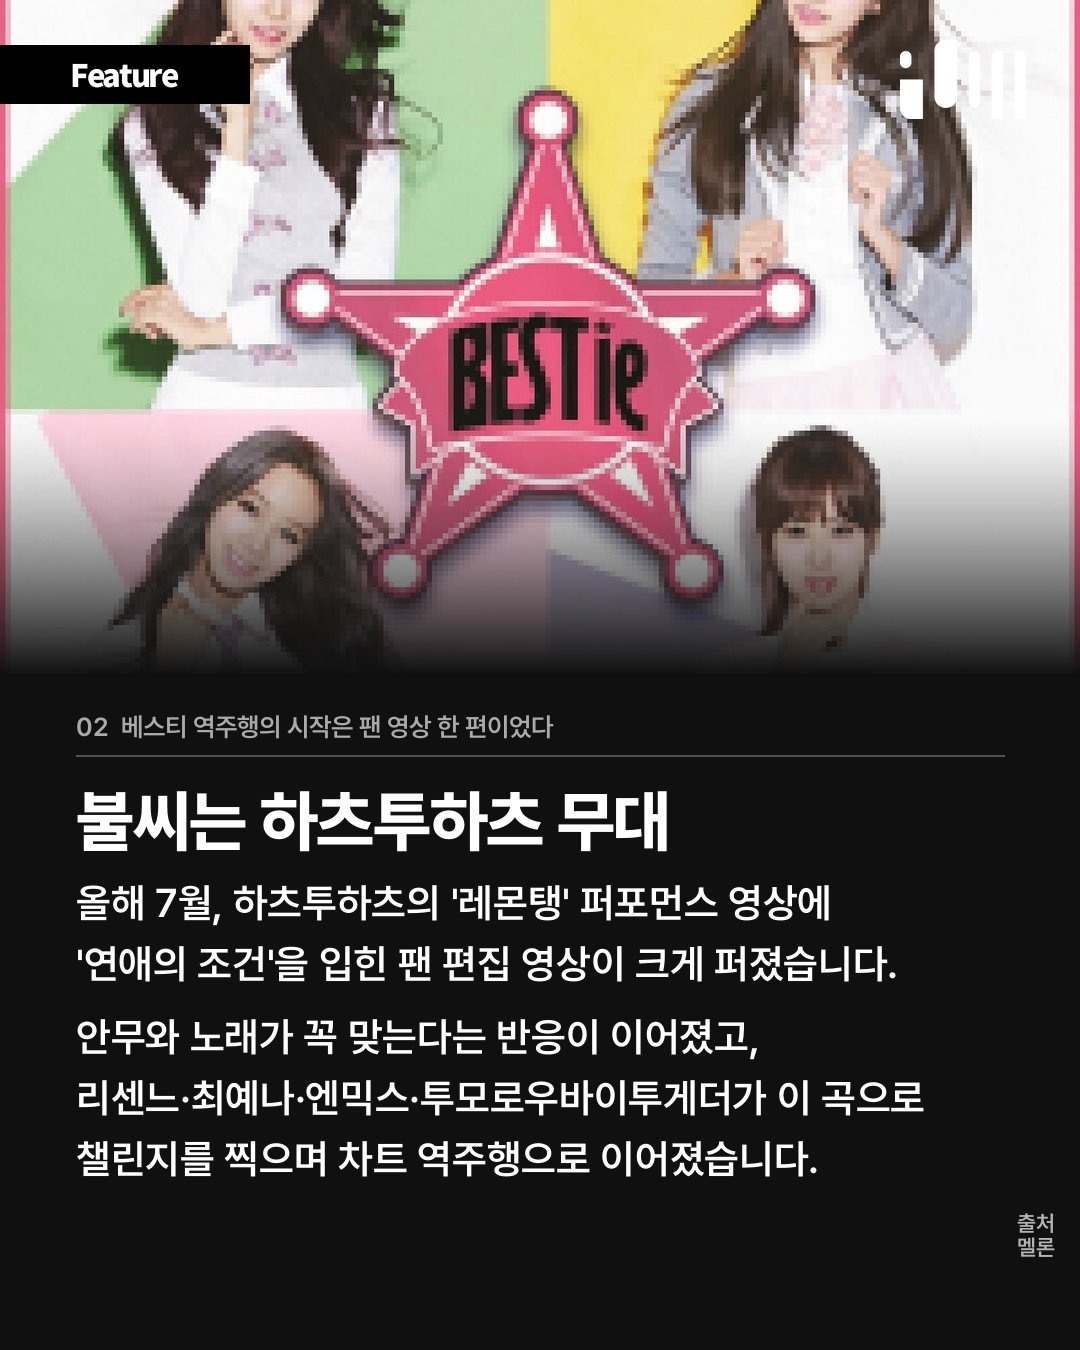 Feature
BESTie
02 베스티 역주행의 시작은 팬 영상 한 편이었다
불씨는 하츠투하츠 무대
올해 7월, 하츠투하츠의 '레몬탱' 퍼포먼스 영상에
'연애의 조건'을 입힌 팬 편집 영상이 크게 퍼졌습니다.
안무와 노래가 꼭 맞는다는 반응이 이어졌고,
리센느·최예나·엔믹스·투모로우바이투게더가 이 곡으로
챌린지를 찍으며 차트 역주행으로 이어졌습니다.
출처
멜론